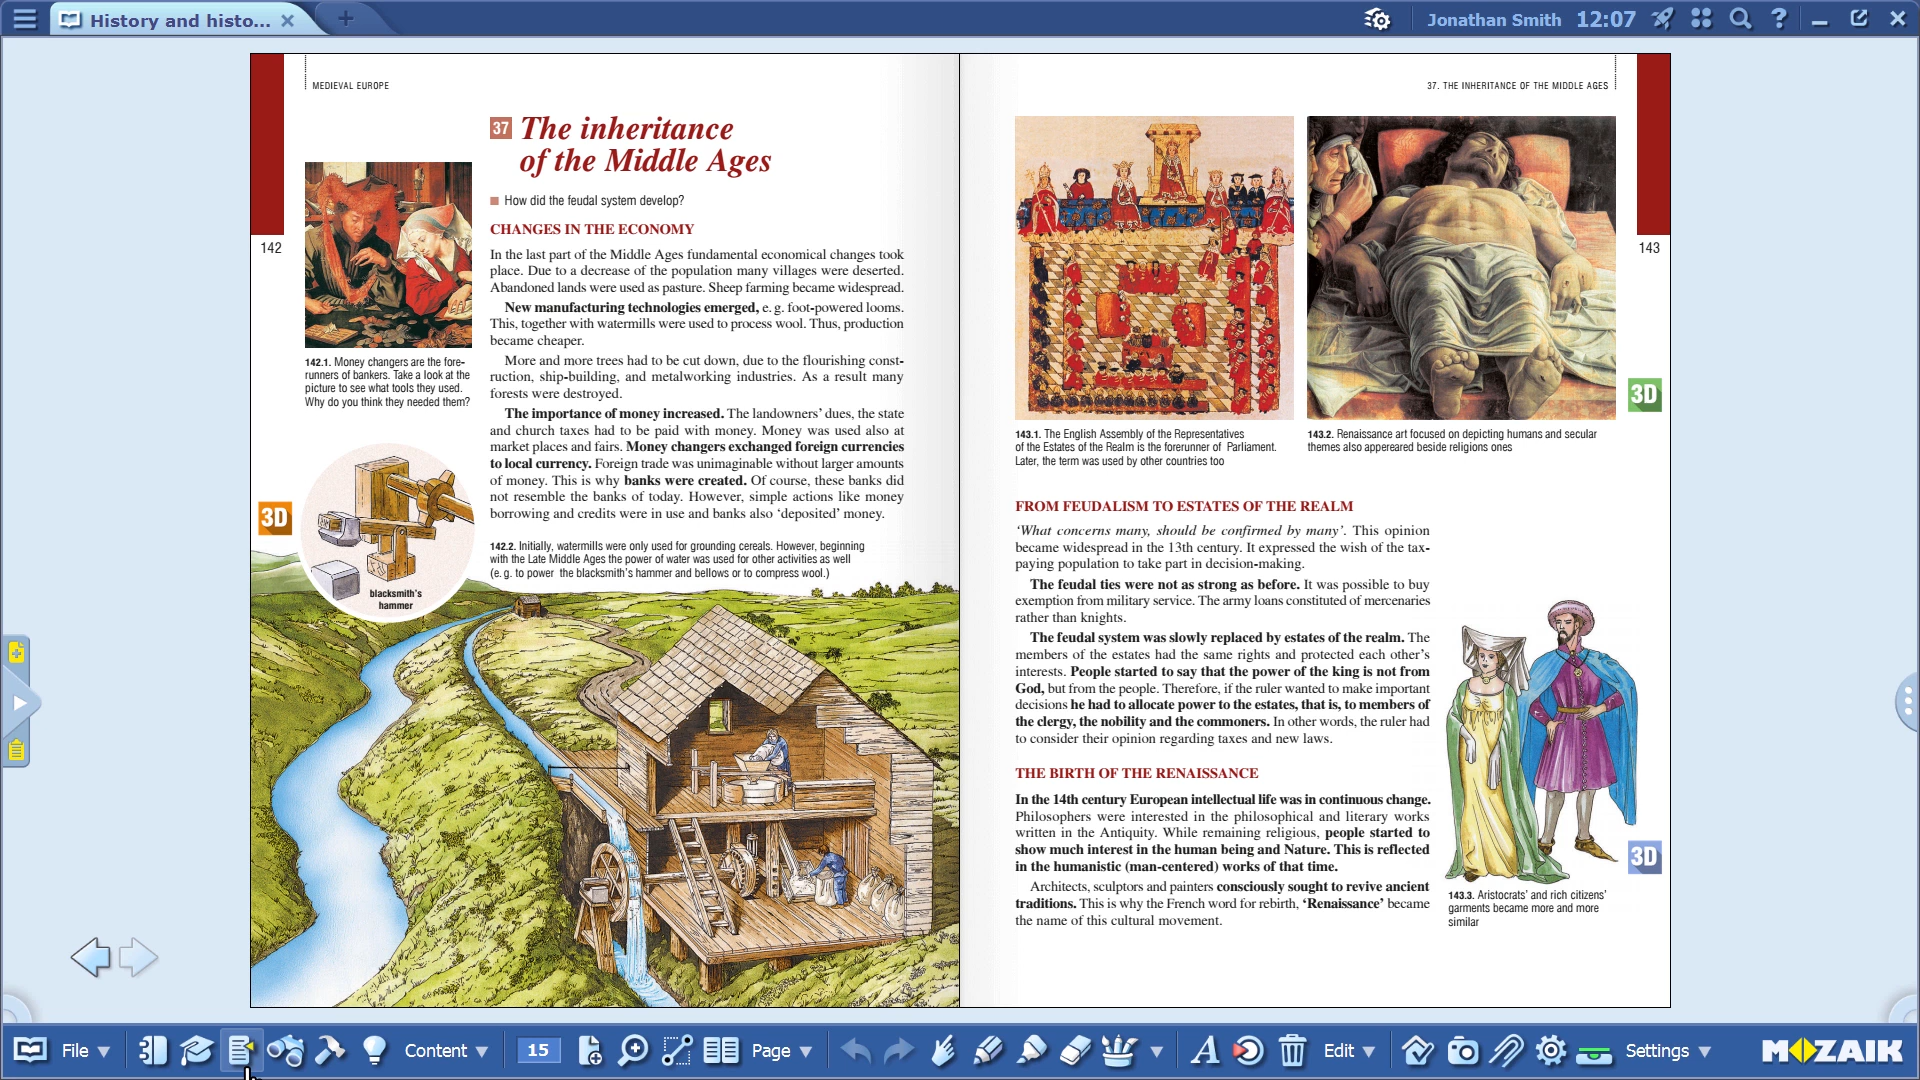 History and histo...
Jonathan Smith 12:07
MEDIEVAL EUROPE
142
37 The inheritance
of the Middle Ages
How did the feudal system develop?
CHANGES IN THE ECONOMY
In the last part of the Middle Ages fundamental economical changes took
place. Due to a decrease of the population many villages were deserted.
Abandoned lands were used as pasture. Sheep farming became widespread.
New manufacturing technologies emerged, e. g. foot-powered looms.
This, together with watermills were used to process wool. Thus, production
became cheaper.
More and more trees had to be cut down, due to the flourishing const-
ruction, ship-building, and metalworking industries. As a result many
forests were destroyed.
The importance of money increased. The landowners' dues, the state
and church taxes had to be paid with money. Money was used also at
market places and fairs. Money changers exchanged foreign currencies
to local currency. Foreign trade was unimaginable without larger amounts
of money. This is why banks were created. Of course, these banks did
not resemble the banks of today. However, simple actions like money
borrowing and credits were in use and banks also 'deposited' money.
142.1. Money changers are the fore-
runners of bankers. Take a look at the
picture to see what tools they used.
Why do you think they needed them?
3D
blacksmith's
hammer
142.2. Initially, watermills were only used for grounding cereals. However, beginning
with the Late Middle Ages the power of water was used for other activities as well
(e. g. to power the blacksmith's hammer and bellows or to compress wool.)
37. THE INHERITANCE OF THE MIDDLE AGES
143
3D
143.1. The English Assembly of the Representatives
of the Estates of the Realm is the forerunner of Parliament.
Later, the term was used by other countries too
143.2. Renaissance art focused on depicting humans and secular
themes also appereared beside religions ones
FROM FEUDALISM TO ESTATES OF THE REALM
'What concerns many, should be confirmed by many'. This opinion
became widespread in the 13th century. It expressed the wish of the tax-
paying population to take part in decision-making.
The feudal ties were not as strong as before. It was possible to buy
exemption from military service. The army loans constituted of mercenaries
rather than knights.
The feudal system was slowly replaced by estates of the realm. The
members of the estates had the same rights and protected each other's
interests. People started to say that the power of the king is not from
God, but from the people. Therefore, if the ruler wanted to make important
decisions he had to allocate power to the estates, that is, to members of
the clergy, the nobility and the commoners. In other words, the ruler had
to consider their opinion regarding taxes and new laws.
THE BIRTH OF THE RENAISSANCE
In the 14th century European intellectual life was in continuous change.
Philosophers were interested in the philosophical and literary works
written in the Antiquity. While remaining religious, people started to
show much interest in the human being and Nature. This is reflected
in the humanistic (man-centered) works of that time.
Architects, sculptors and painters consciously sought to revive ancient
traditions. This is why the French word for rebirth, 'Renaissance' became
the name of this cultural movement.
3D
143.3. Aristocrats' and rich citizens'
garments became more and more
similar
File Content 15 Page Edit Settings MOZAIK